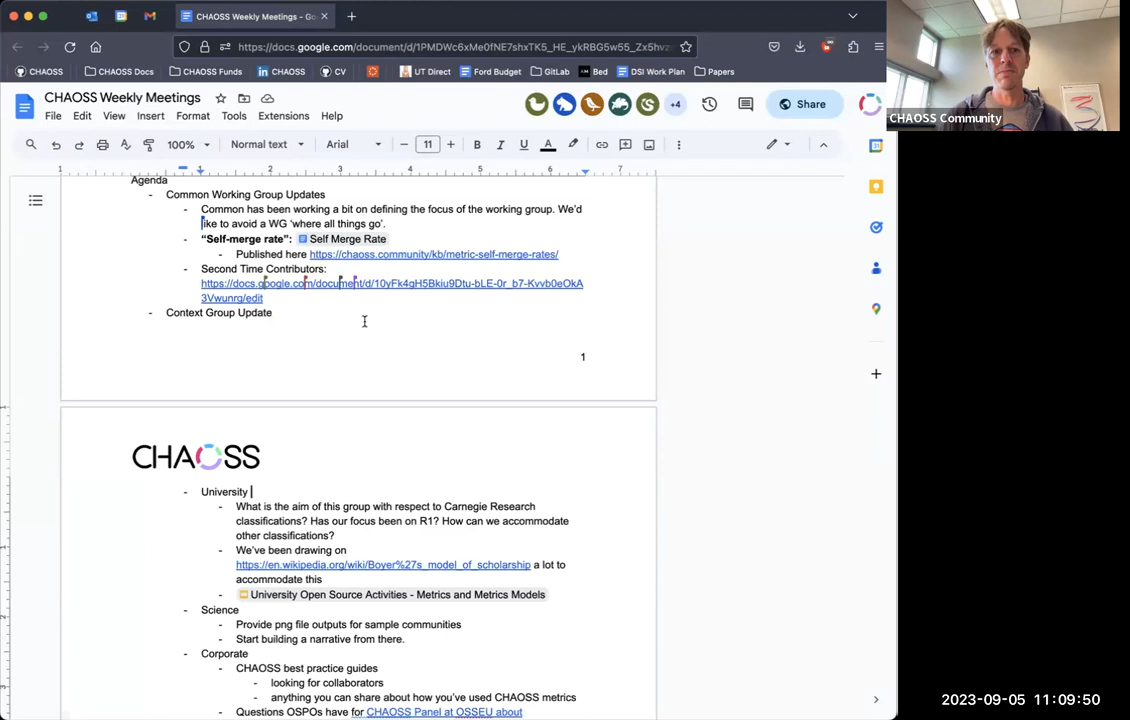 CHAOSS Weekly Meetings - Go
https://docs.google.com/document/d/1PMDWc6xMe0fNE7shxTK5_HE_ykRBG5w55_Zx5hvz
CHAOSS
CHAOSS Docs
CHAOSS Funds
CHAOSS
CV
UT Direct
Ford Budget
GitLab
Bed
DSI Work Plan
Papers
CHAOSS Weekly Meetings
File Edit View Insert Format Tools Extensions Help
+4
Share
CHAOSS Community
100% Normal text Arial 11
1 1 2 3 4 5 6 7
Agenda
- Common Working Group Updates
- Common has been working a bit on defining the focus of the working group. We'd
like to avoid a WG 'where all things go'.
- “Self-merge rate”: Self Merge Rate
- Published here https://chaoss.community/kb/metric-self-merge-rates/
- Second Time Contributors:
https://docs.google.com/document/d/10yFk4gH5Bkiu9Dtu-bLE-0r_b7-Kvvb0eOkA
3Vwunrg/edit
- Context Group Update
1
CHAOSS
- University
- What is the aim of this group with respect to Carnegie Research
classifications? Has our focus been on R1? How can we accommodate
other classifications?
- We've been drawing on
https://en.wikipedia.org/wiki/Boyer%27s_model_of_scholarship a lot to
accommodate this
- University Open Source Activities - Metrics and Metrics Models
- Science
- Provide png file outputs for sample communities
- Start building a narrative from there.
- Corporate
- CHAOSS best practice guides
- looking for collaborators
- anything you can share about how you've used CHAOSS metrics
- Questions OSPOs have for CHAOSS Panel at OSSEU about
2023-09-05 11:09:50